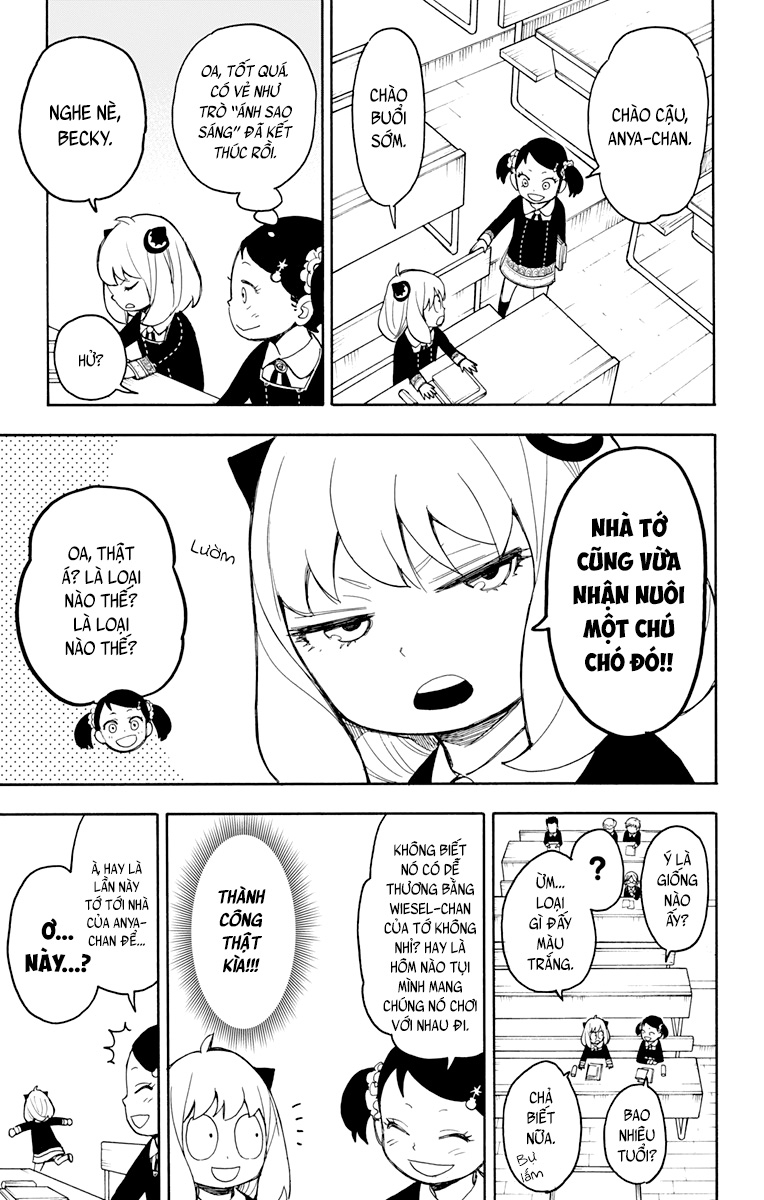 CHÀO CẬU,
ANYA-CHAN.
CHÀO
BUỔI
SỚM.
OA, TỐT QUÁ.
CÓ VẺ NHƯ
TRÒ "ÁNH SAO
SÁNG" ĐÃ KẾT
THÚC RỒI.
NGHE NÈ,
BECKY.
HỬ?
NHÀ TỚ
CŨNG VỪA
NHẬN NUÔI
MỘT CHÚ
CHÓ ĐÓ!!
Lườm
OA, THẬT
Á? LÀ LOẠI
NÀO THẾ?
LÀ LOẠI
NÀO THẾ?
Ý LÀ
GIỐNG
NÀO
ẤY?
?
ỪM...
LOẠI
GÌ ĐẤY
MÀU
TRẮNG.
BAO
NHIÊU
TUỔI?
CHẢ
BIẾT
NỮA.
Bự
lắm
KHÔNG BIẾT
NÓ CÓ DỄ
THƯƠNG BẰNG
WIESEL-CHAN
CỦA TỚ KHÔNG
NHỈ? HAY LÀ
HÔM NÀO TỤI
MÌNH MANG
CHÚNG NÓ CHƠI
VỚI NHAU ĐI.
THÀNH
CÔNG
THẬT
KÌA!!!
À, HAY LÀ
LẦN NÀY
TỚ TỚI NHÀ
CỦA ANYA-
CHAN ĐỂ...
Ơ...
NÀY...?